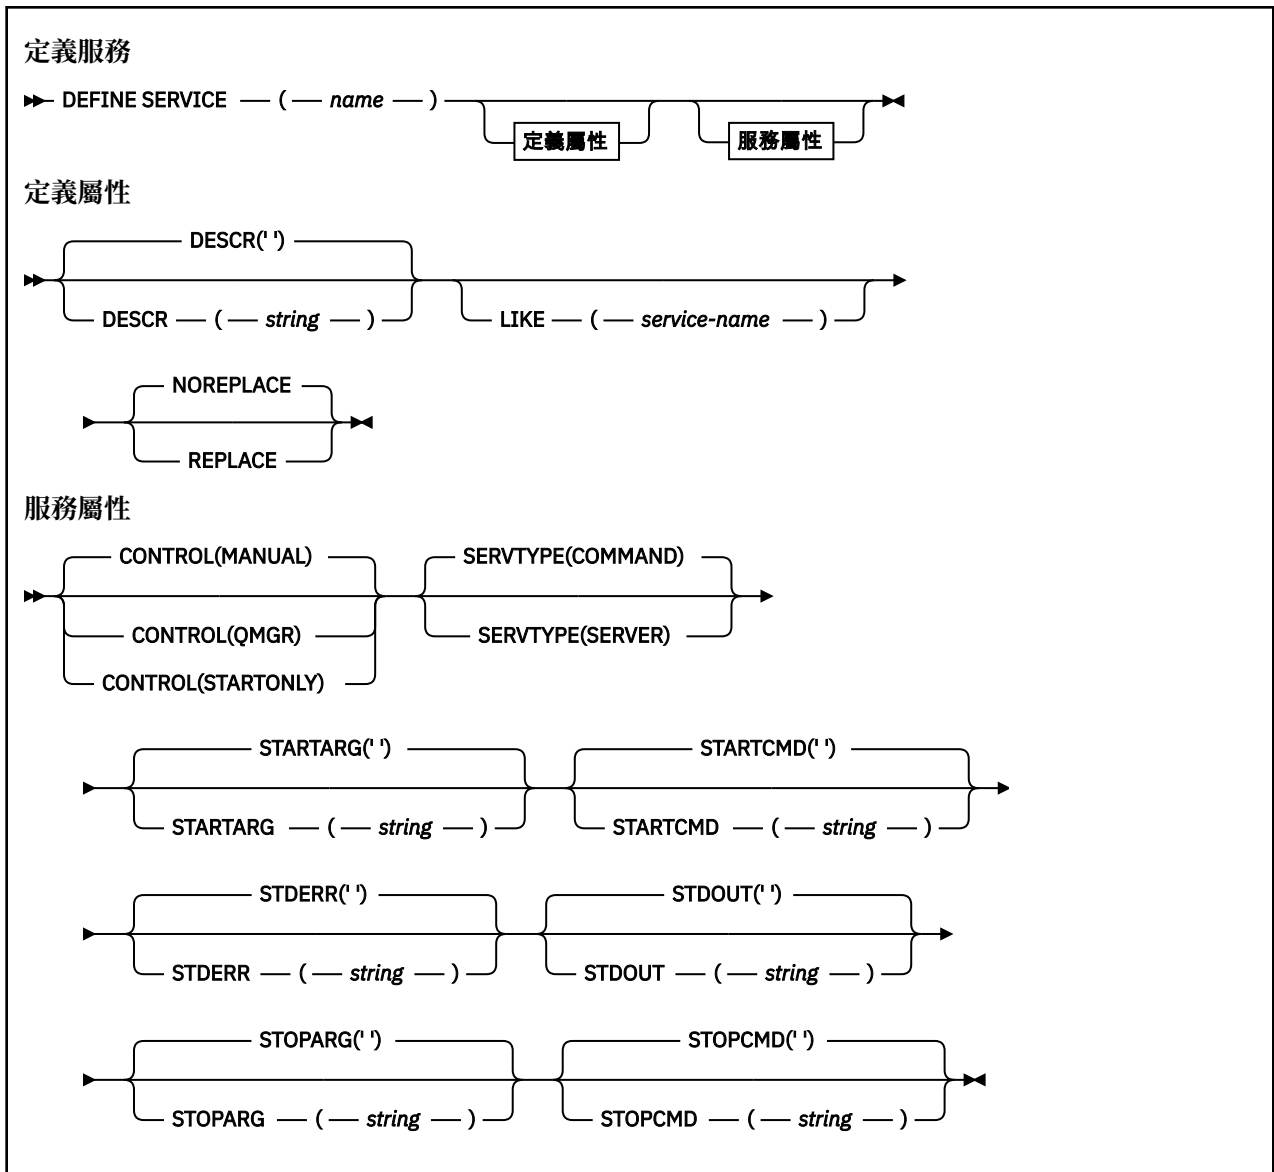 定義服務
DEFINE SERVICE ( name )
定義屬性 服務屬性
定義屬性
DESCR(' ')
DESCR ( string ) LIKE ( service-name )
NOREPLACE
REPLACE
服務屬性
CONTROL(MANUAL) SERVTYPE(COMMAND)
CONTROL(QMGR) SERVTYPE(SERVER)
CONTROL(STARTONLY)
STARTARG(' ') STARTCMD(' ')
STARTARG ( string ) STARTCMD ( string )
STDERR(' ') STDOUT(' ')
STDERR ( string ) STDOUT ( string )
STOPARG(' ') STOPCMD(' ')
STOPARG ( string ) STOPCMD ( string )